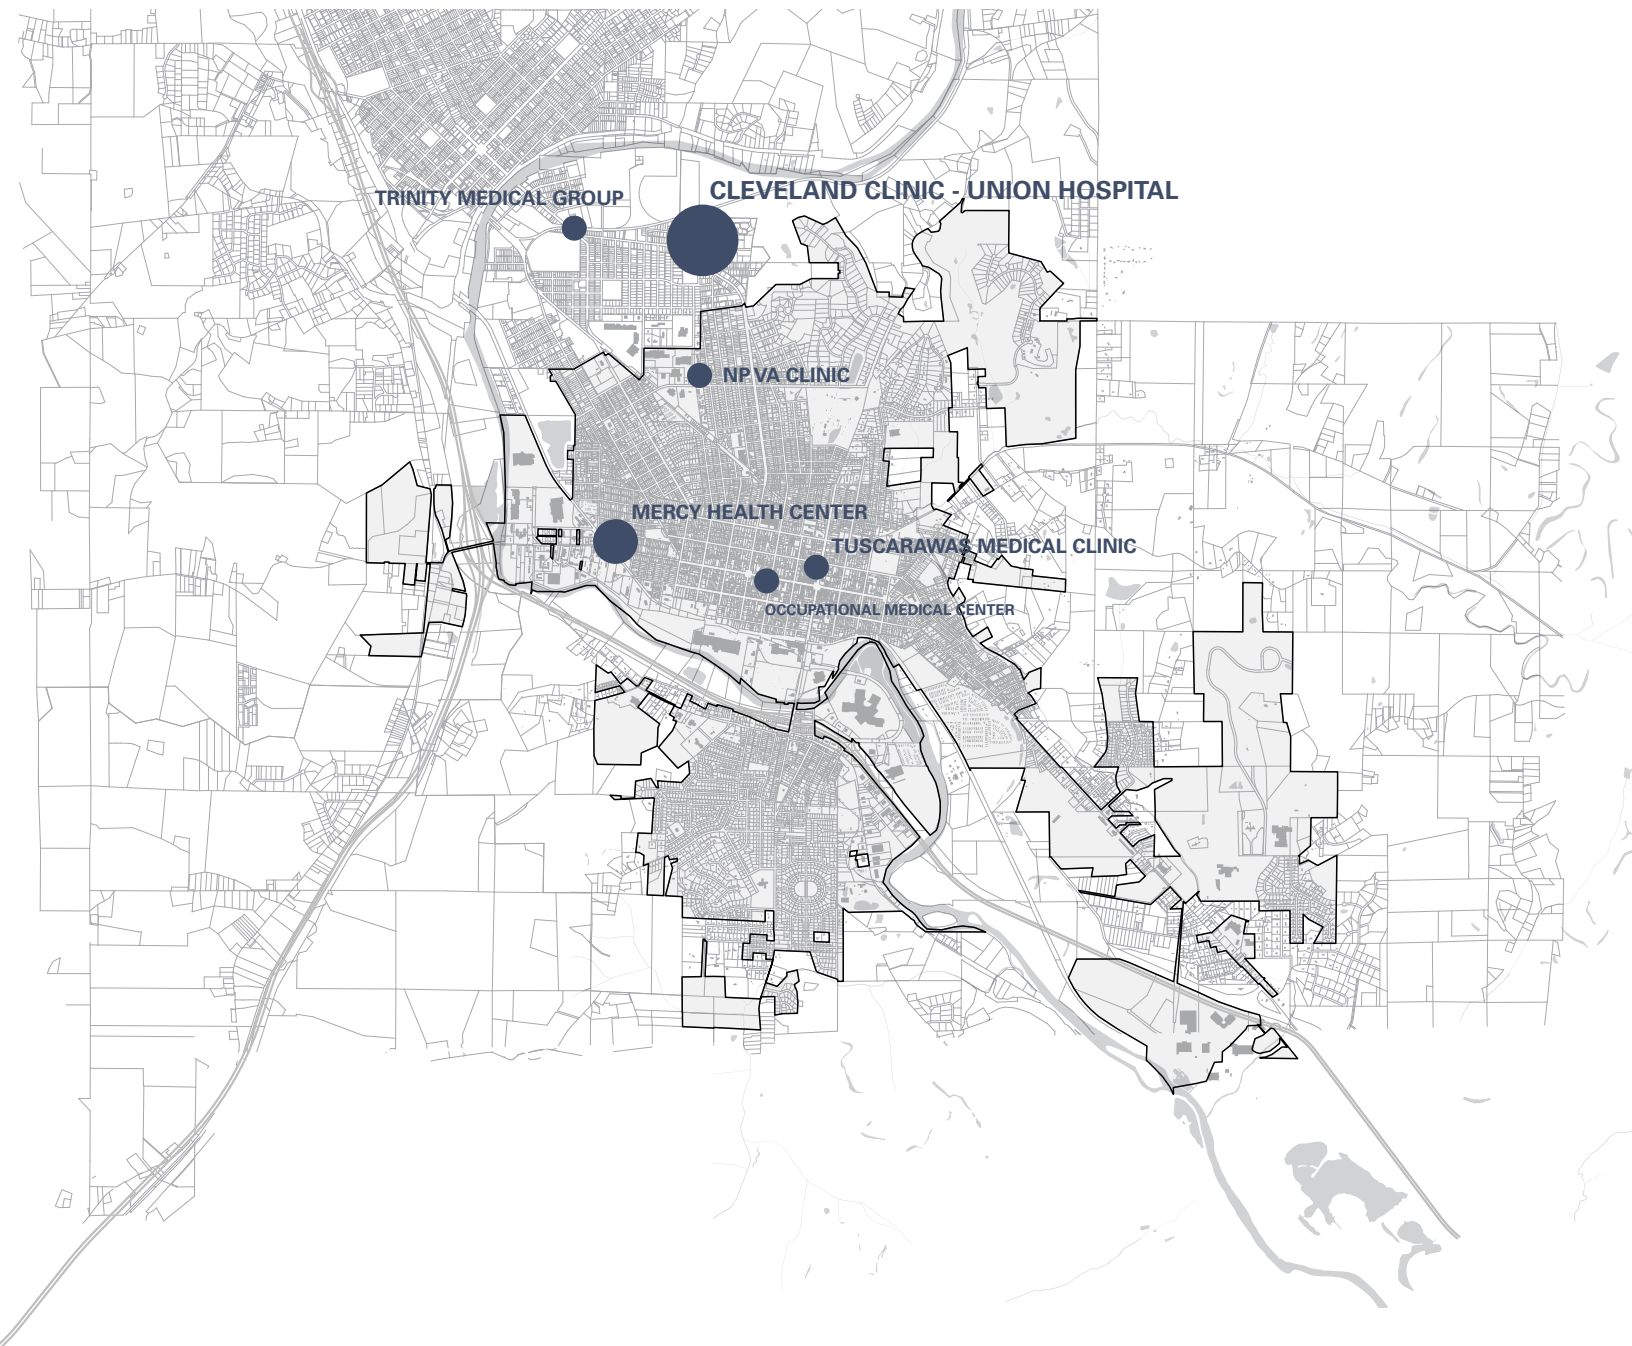 CLEVELAND CLINIC - UNION HOSPITAL
TRINITY MEDICAL GROUP
NP VA CLINIC
MERCY HEALTH CENTER
TUSCARAWAS MEDICAL CLINIC
OCCUPATIONAL MEDICAL CENTER